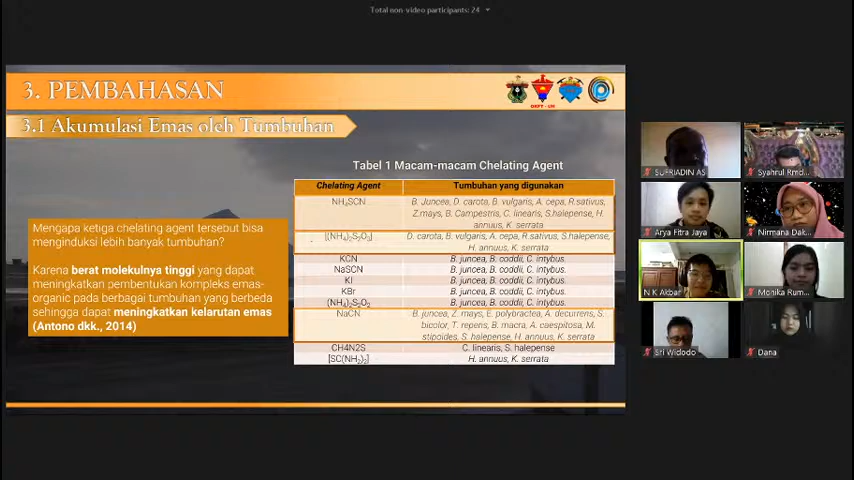 Total non-video participants: 24
3. PEMBAHASAN
3.1 Akumulasi Emas oleh Tumbuhan
Tabel 1 Macam-macam Chelating Agent
Chelating Agent Tumbuhan yang digunakan
NH4SCN B. Juncea, D. carota, B. vulgaris, A. cepa, R.sativus,
Z.mays, B. Campestris, C. linearis, S.halepense, H.
annuus, K. serrata
[(NH4)2S2O3] D. carota, B. vulgaris, A. cepa, R.sativus, S.halepense,
H. annuus, K. serrata
KCN B. juncea, B. coddii, C. intybus.
NaSCN B. juncea, B. coddii, C. intybus.
KI B. juncea, B. coddii, C. intybus.
KBr B. juncea, B. coddii, C. intybus.
(NH4)2S2O2 B. juncea, B. coddii, C. intybus.
NaCN B. juncea, Z. mays, E. polybractea, A. decurrens, S.
bicolor, T. repens, B. macra, A. caespitosa, M.
stipoides, S. halepense, H. annuus, K. serrata
CH4N2S C. linearis, S. halepense
[SC(NH2)2] H. annuus, K. serrata
Mengapa ketiga chelating agent tersebut bisa
menginduksi lebih banyak tumbuhan?
Karena berat molekulnya tinggi yang dapat
meningkatkan pembentukan kompleks emas-
organic pada berbagai tumbuhan yang berbeda
sehingga dapat meningkatkan kelarutan emas
(Antono dkk., 2014)
SUFRIADIN AS
Syahrul Rmd...
Arya Fitra Jaya
Nirmana Dak...
N K Akbar
Monika Rum...
Sri Widodo
Dana